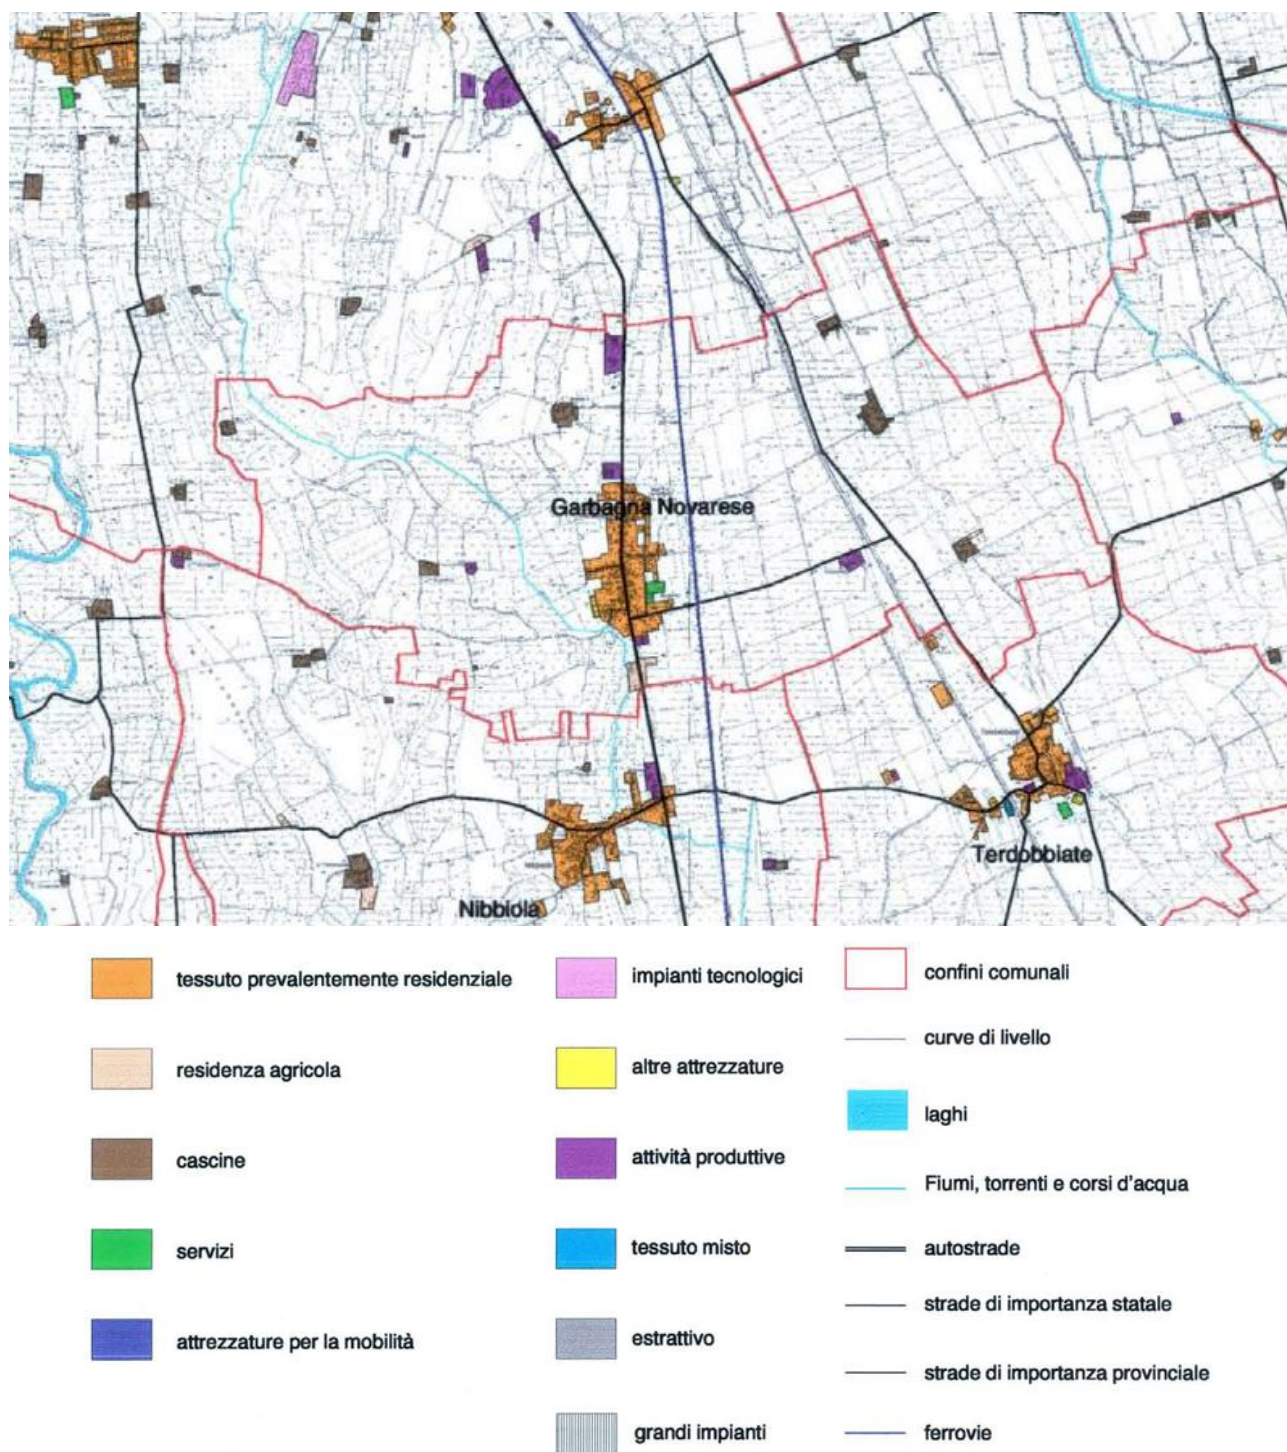 Garbagna Novarese
Terdobbiate
Nibbiola
tessuto prevalentemente residenziale
residenza agricola
cascine
servizi
attrezzature per la mobilità
impianti tecnologici
altre attrezzature
attività produttive
tessuto misto
estrattivo
grandi impianti
confini comunali
curve di livello
laghi
Fiumi, torrenti e corsi d'acqua
autostrade
strade di importanza statale
strade di importanza provinciale
ferrovie